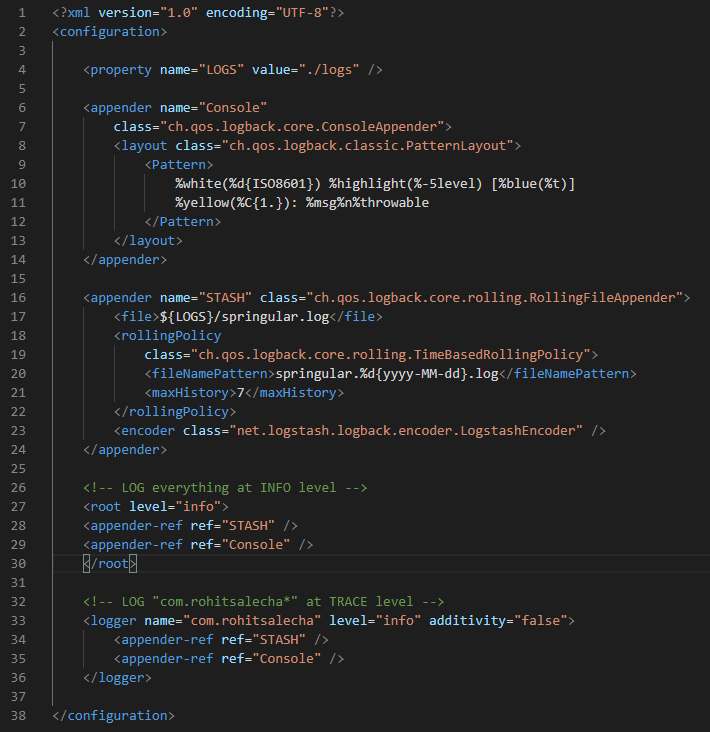 1 <?xml version="1.0" encoding="UTF-8"?>
2 <configuration>
3
4     <property name="LOGS" value="./logs" />
5
6     <appender name="Console"
7         class="ch.qos.logback.core.ConsoleAppender">
8         <layout class="ch.qos.logback.classic.PatternLayout">
9             <Pattern>
10                 %white(%d{ISO8601}) %highlight(%-5level) [%blue(%t)]
11                 %yellow(%C{1.}): %msg%n%throwable
12             </Pattern>
13         </layout>
14     </appender>
15
16     <appender name="STASH" class="ch.qos.logback.core.rolling.RollingFileAppender">
17         <file>${LOGS}/springular.log</file>
18         <rollingPolicy
19             class="ch.qos.logback.core.rolling.TimeBasedRollingPolicy">
20             <fileNamePattern>springular.%d{yyyy-MM-dd}.log</fileNamePattern>
21             <maxHistory>7</maxHistory>
22         </rollingPolicy>
23         <encoder class="net.logstash.logback.encoder.LogstashEncoder" />
24     </appender>
25
26     <!-- LOG everything at INFO level -->
27     <root level="info">
28     <appender-ref ref="STASH" />
29     <appender-ref ref="Console" />
30     </root>
31
32     <!-- LOG "com.rohitsalecha*" at TRACE level -->
33     <logger name="com.rohitsalecha" level="info" additivity="false">
34         <appender-ref ref="STASH" />
35         <appender-ref ref="Console" />
36     </logger>
37
38 </configuration>